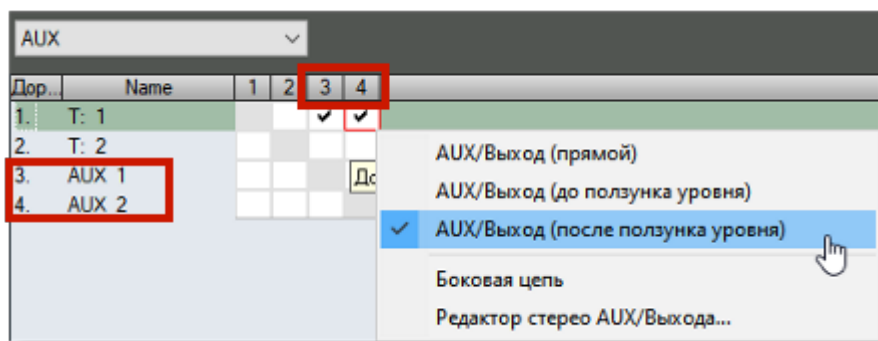 AUX
Дор... Name 1 2 3 4
1. T: 1
2. T: 2
3. AUX 1
4. AUX 2
До
AUX/Выход (прямой)
AUX/Выход (до ползунка уровня)
AUX/Выход (после ползунка уровня)
Боковая цепь
Редактор стерео AUX/Выхода...